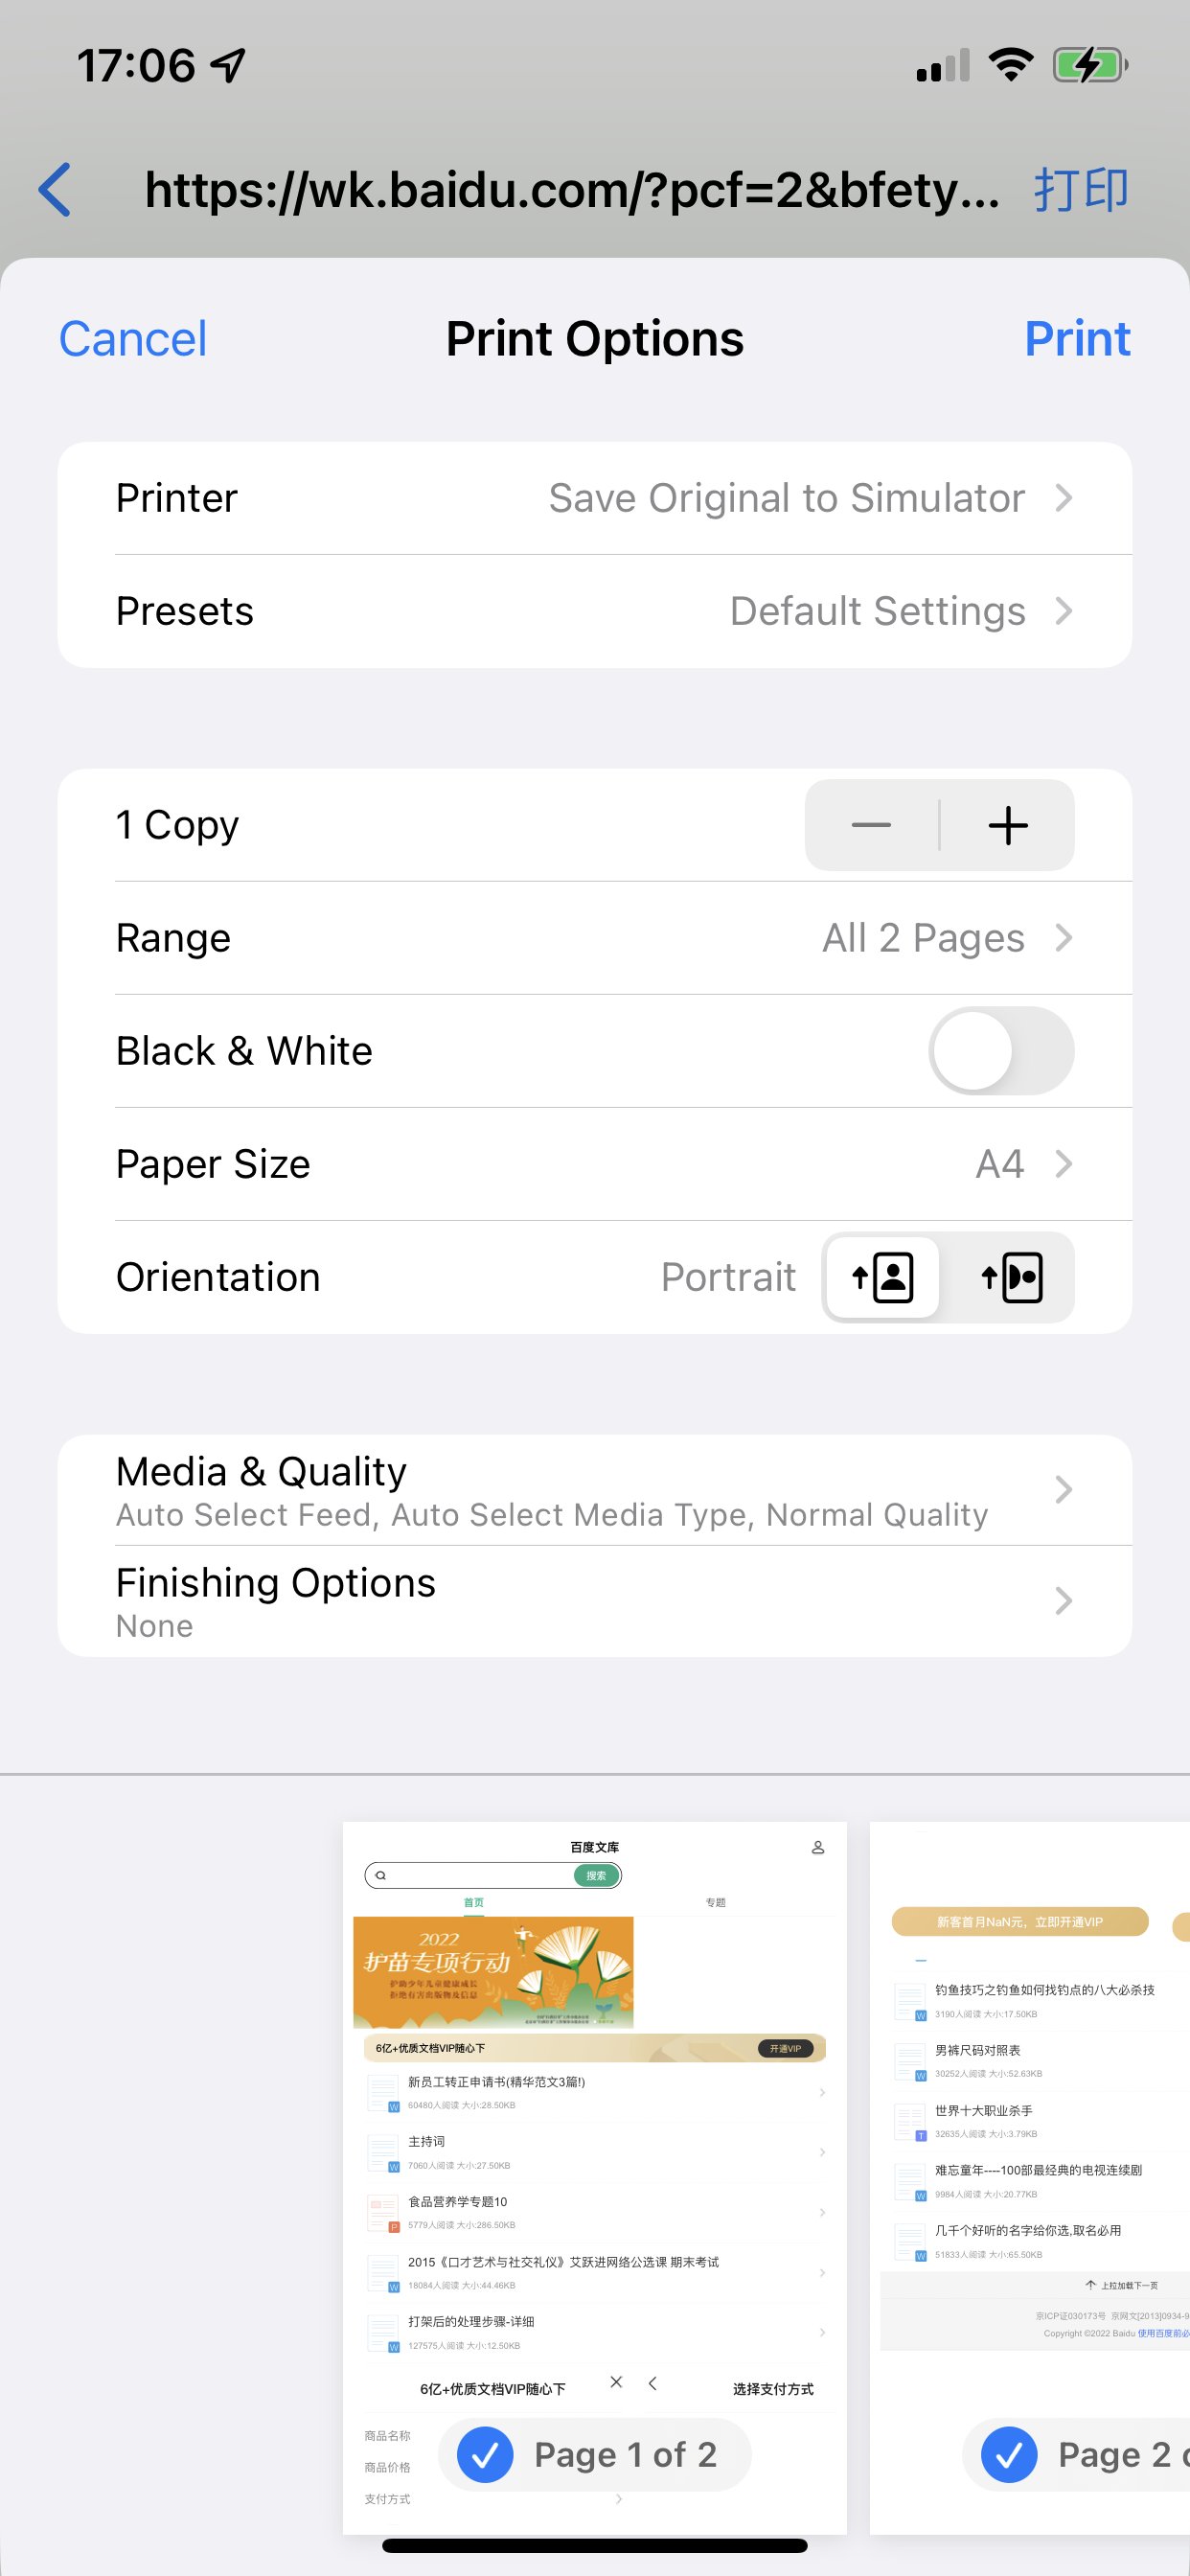 17:06
https://wk.baidu.com/?pcf=2&bfety... 打印
Cancel Print Options Print
Printer Save Original to Simulator
Presets Default Settings
1 Copy
Range All 2 Pages
Black & White
Paper Size A4
Orientation Portrait
Media & Quality
Auto Select Feed, Auto Select Media Type, Normal Quality
Finishing Options
None
百度文库
搜索
首页 专题
2022
护苗专项行动
护助少年儿童健康成长
拒绝有害出版物及信息
6亿+优质文档VIP随心下 开通VIP
新员工转正申请书(精华范文3篇!)
60480人阅读 大小:28.50KB
主持词
7060人阅读 大小:27.50KB
食品营养学专题10
5779人阅读 大小:286.50KB
2015《口才艺术与社交礼仪》艾跃进网络公选课 期末考试
18084人阅读 大小:44.46KB
打架后的处理步骤-详细
127575人阅读 大小:12.50KB
6亿+优质文档VIP随心下 选择支付方式
商品名称
商品价格
支付方式
Page 1 of 2
新客首月NaN元，立即开通VIP
钓鱼技巧之钓鱼如何找钓点的八大必杀技
3190人阅读 大小:17.50KB
男裤尺码对照表
30252人阅读 大小:52.63KB
世界十大职业杀手
32635人阅读 大小:3.79KB
难忘童年----100部最经典的电视连续剧
9984人阅读 大小:20.77KB
几千个好听的名字给你选,取名必用
51833人阅读 大小:65.50KB
上拉加载下一页
京ICP证030173号 京网文[2013]0934-9
Copyright ©2022 Baidu 使用百度前必
Page 2